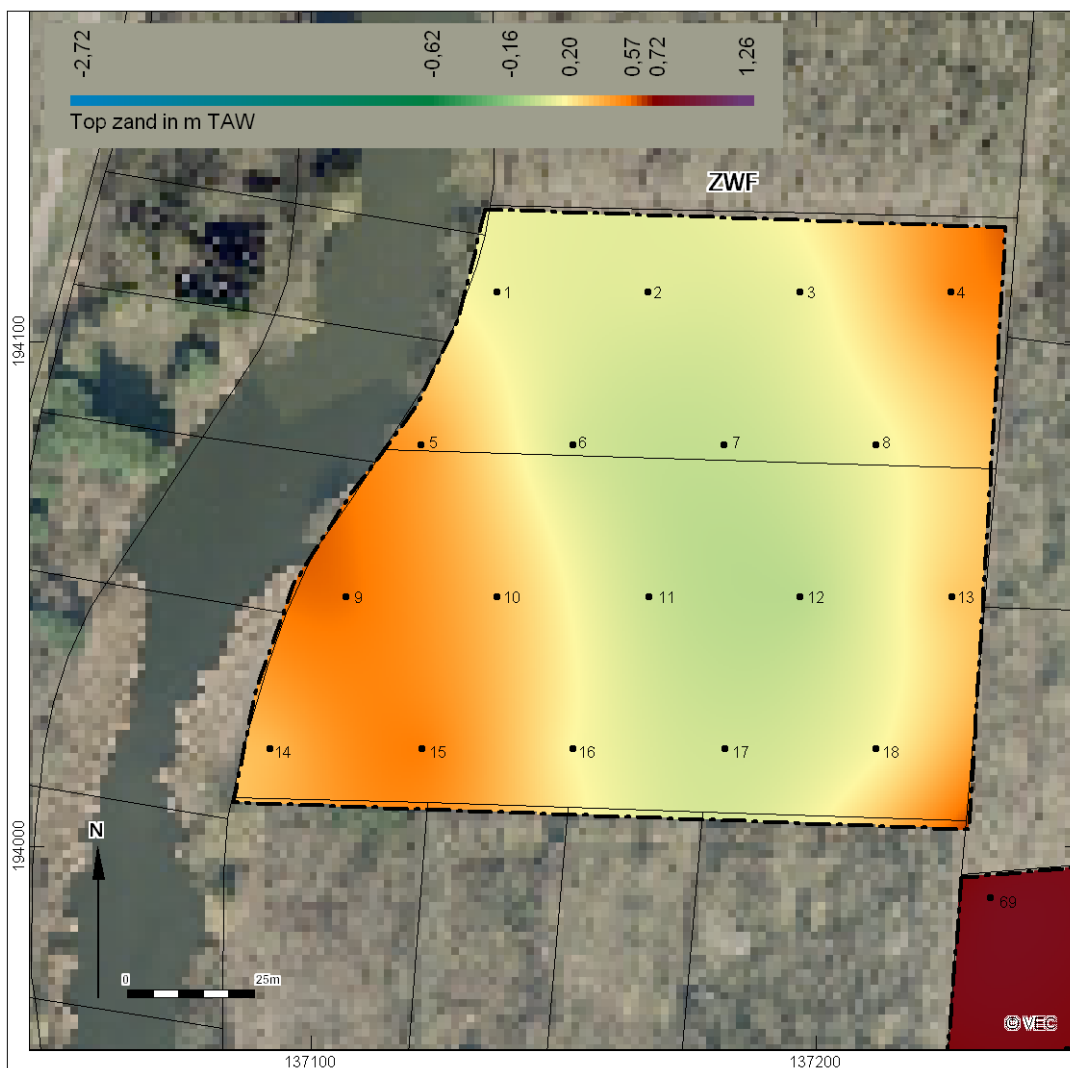 -2,72 -0,62 -0,16 0,20 0,57 0,72 1,26
Top zand in m TAW
ZWF
1 2 3 4
194100
5 6 7 8
9 10 11 12 13
14 15 16 17 18
194000
N
69
0 25m
© VEC
137100 137200